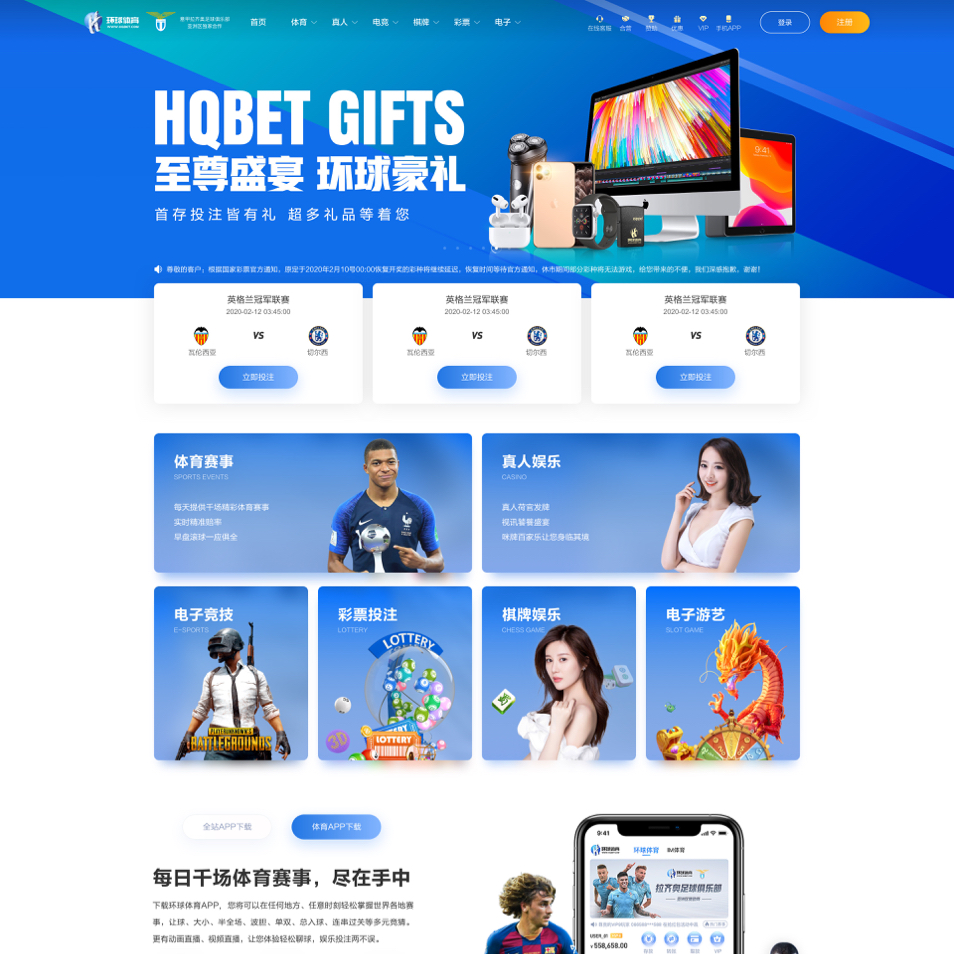 环球体育
意甲拉齐奥足球俱乐部
亚洲区独家合作
首页 体育 真人 电竞 棋牌 彩票 电子
在线客服 合营 赞助 优惠 VIP 手机APP
登录 注册
HQBET GIFTS
至尊盛宴 环球豪礼
首存投注皆有礼 超多礼品等着您
尊敬的客户，根据国家彩票官方通知，原定于2020年2月10号00:00恢复开奖的彩种将继续延迟，恢复时间等待官方通知，休市期间部分彩种将无法游戏，给您带来的不便，我们深感抱歉，谢谢！
英格兰冠军联赛
2020-02-12 03:45:00
VS
瓦伦西亚 切尔西
立即投注
英格兰冠军联赛
2020-02-12 03:45:00
VS
瓦伦西亚 切尔西
立即投注
英格兰冠军联赛
2020-02-12 03:45:00
VS
瓦伦西亚 切尔西
立即投注
体育赛事
SPORTS EVENTS
每天提供千场精彩体育赛事
实时精准赔率
早盘滚球一应俱全
真人娱乐
CASINO
真人荷官发牌
视讯饕餮盛宴
咪牌百家乐让您身临其境
电子竞技
E-SPORTS
BATTLEGROUNDS
彩票投注
LOTTERY
LOTTERY
3D
LOTTERY
棋牌娱乐
CHESS GAME
电子游艺
SLOT GAME
全站APP下载 体育APP下载
每日千场体育赛事，尽在手中
下载环球体育APP，您将可以在任何地方、任意时刻轻松掌握世界各地赛
事，让球、大小、半全场、波胆、单双、总入球、连串过关等多元竞猜。
更有动画直播、视频直播，让您体验轻松聊球，娱乐投注两不误。
9:41
环球体育 环球体育 BA体育
拉齐奥足球俱乐部
¥558,658.00
VIP